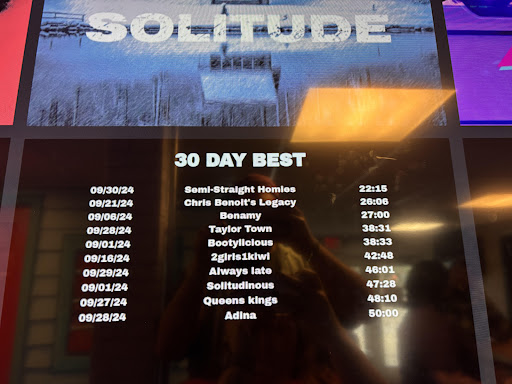 SOLITUDE
30 DAY BEST
09/30/24 Semi-Straight Homies 22:15
09/21/24 Chris Benoit's Legacy 26:06
09/06/24 Benamy 27:00
09/28/24 Taylor Town 38:31
09/01/24 Bootylicious 38:33
09/16/24 2girls1kiwi 42:48
09/29/24 Always late 46:01
09/01/24 Solitudinous 47:28
09/27/24 Queens kings 48:10
09/28/24 Adina 50:00